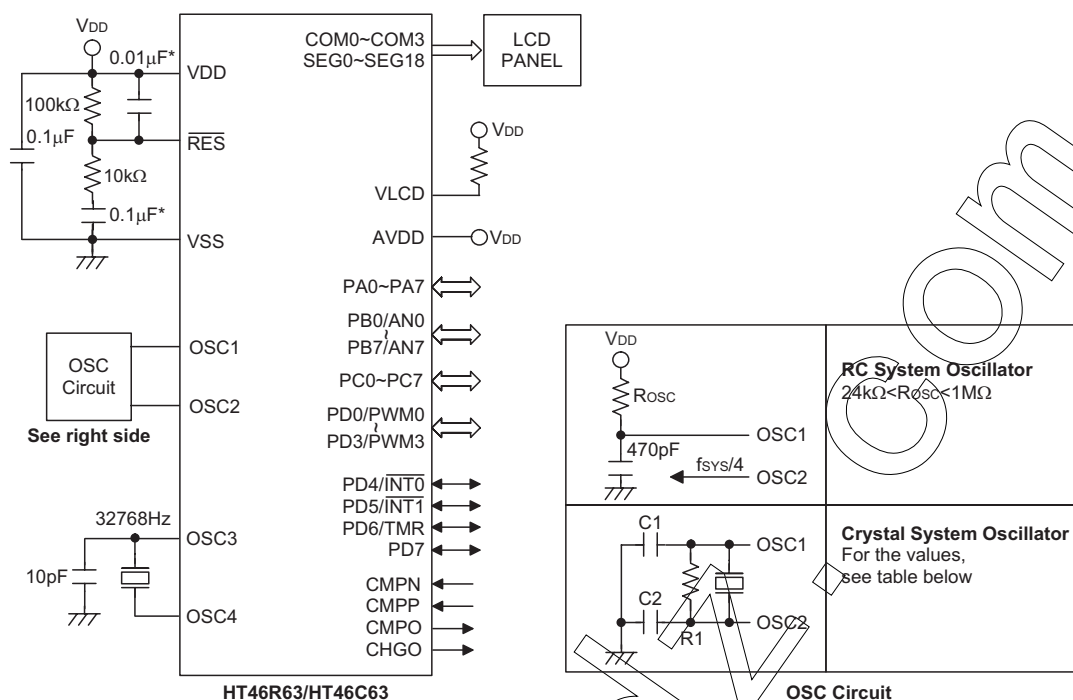 VDD
0.01μF*
VDD
100kΩ
0.1μF
RES
10kΩ
0.1μF*
VSS
OSC Circuit
OSC1
OSC2
See right side
32768Hz
OSC3
10pF
OSC4
COM0~COM3
SEG0~SEG18
LCD PANEL
VDD
VLCD
AVDD
VDD
PA0~PA7
PB0/AN0
~
PB7/AN7
PC0~PC7
PD0/PWM0
~
PD3/PWM3
PD4/INT0
PD5/INT1
PD6/TMR
PD7
CMPN
CMPP
CMPO
CHGO
HT46R63/HT46C63
VDD
ROSC
470pF
OSC1
fSYS/4
OSC2
RC System Oscillator
24kΩ<ROSC<1MΩ
C1
OSC1
C2
R1
OSC2
Crystal System Oscillator
For the values,
see table below
OSC Circuit
com